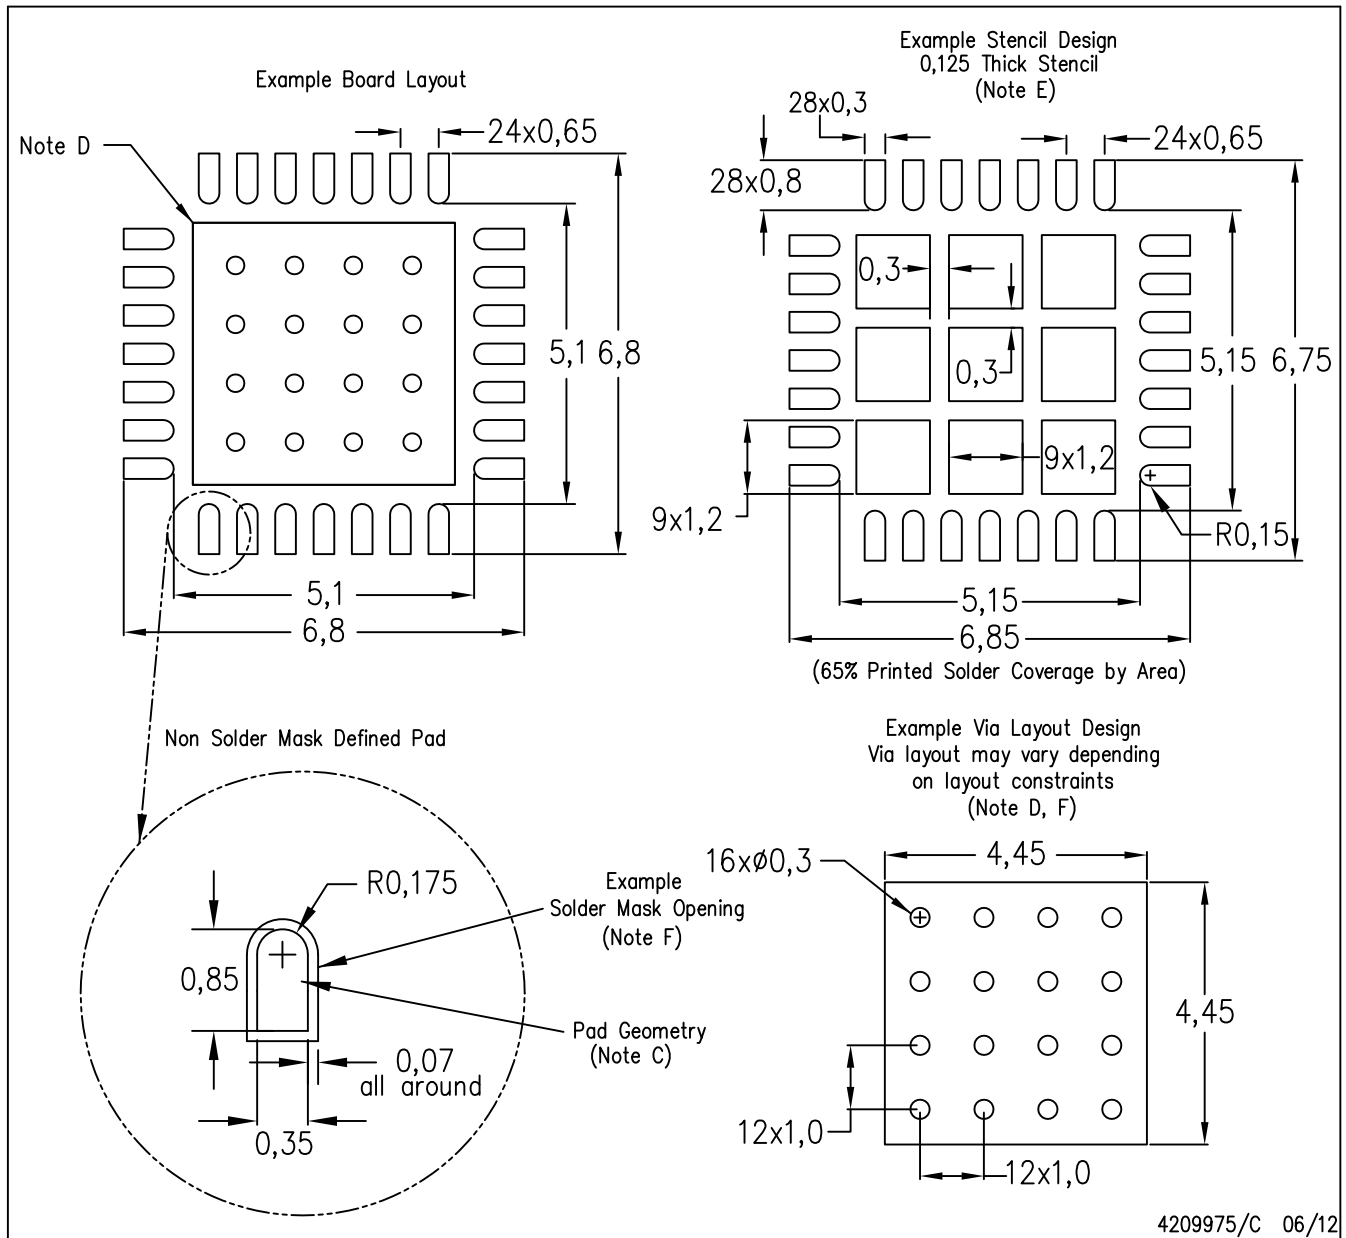 Example Board Layout
Note D
24x0,65
5,1
6,8
5,1
6,8
Example Stencil Design
0,125 Thick Stencil
(Note E)
28x0,3
24x0,65
28x0,8
0,3
0,3
5,15
6,75
9x1,2
9x1,2
R0,15
5,15
6,85
(65% Printed Solder Coverage by Area)
Non Solder Mask Defined Pad
R0,175
Example
Solder Mask Opening
(Note F)
0,85
Pad Geometry
(Note C)
0,07
all around
0,35
Example Via Layout Design
Via layout may vary depending
on layout constraints
(Note D, F)
16xø0,3
4,45
4,45
12x1,0
12x1,0
4209975/C 06/12